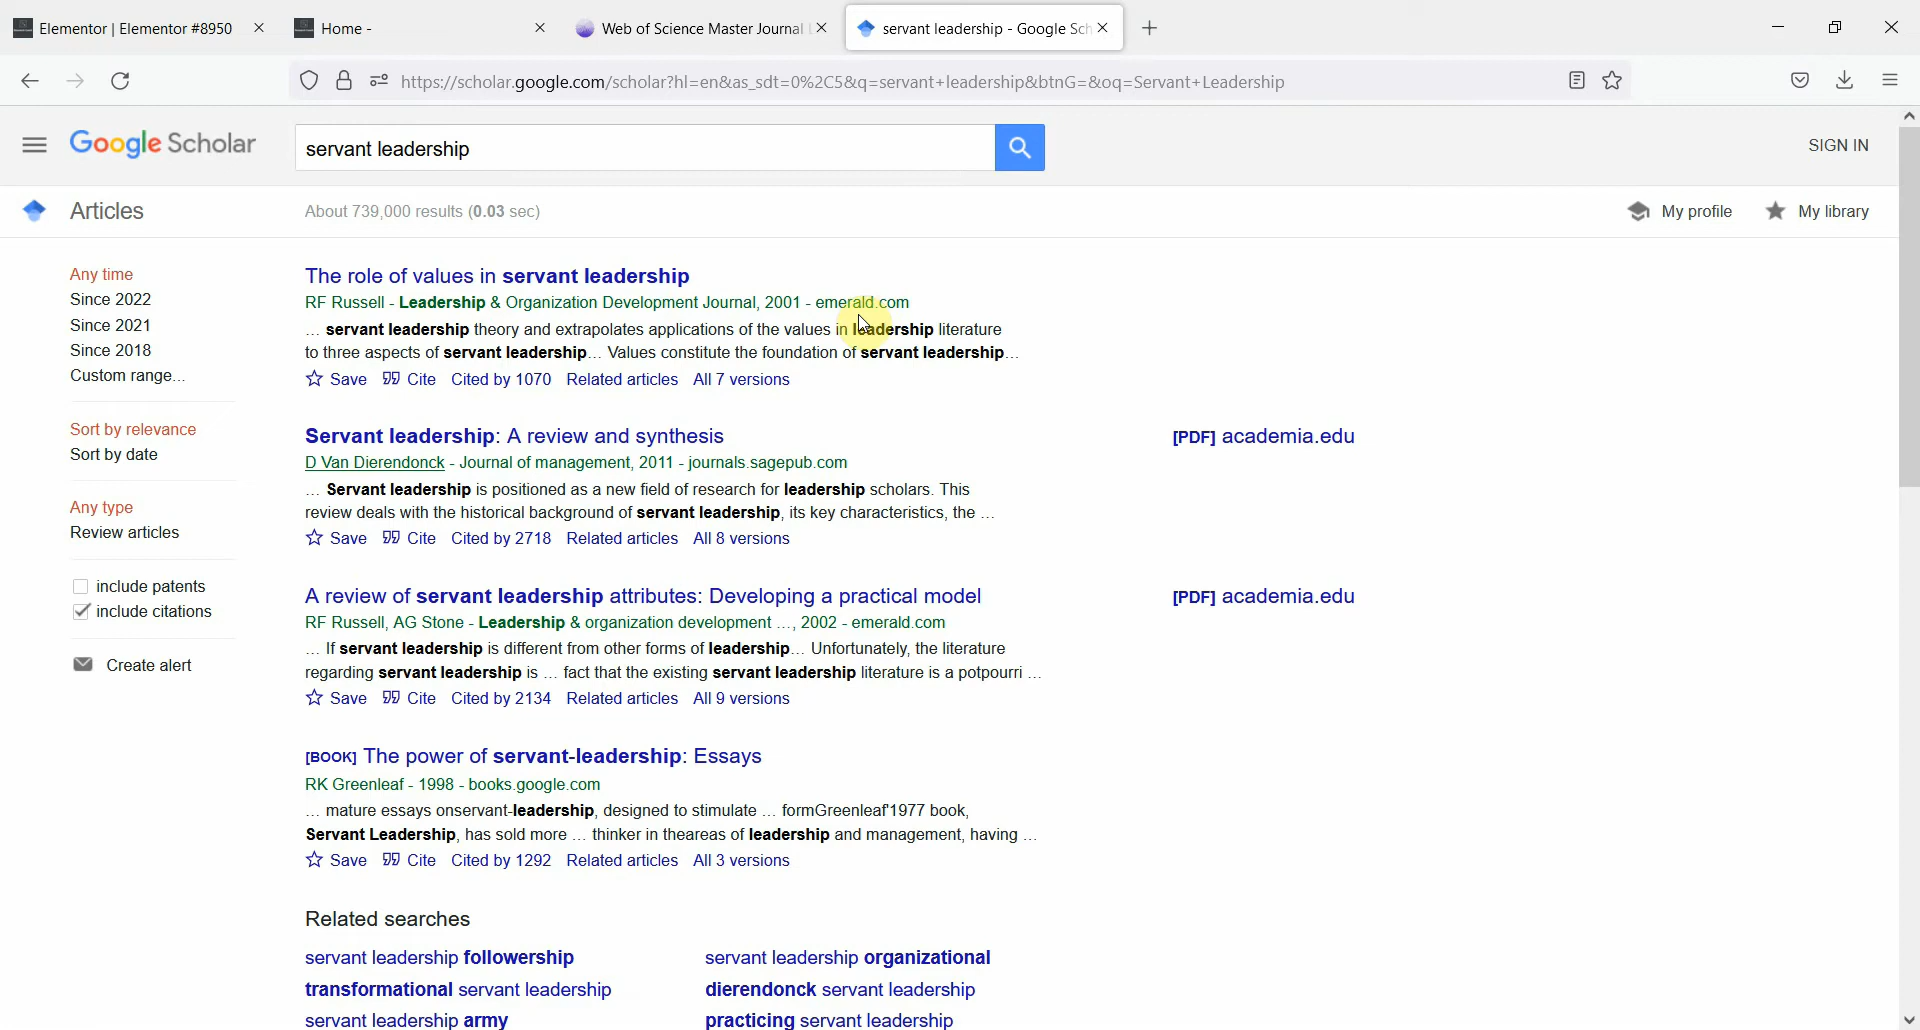 Elementor | Elementor #8950
Home -
Web of Science Master Journal
servant leadership - Google Sch
https://scholar.google.com/scholar?hl=en&as_sdt=0%2C5&q=servant+leadership&btnG=&oq=Servant+Leadership
Google Scholar
servant leadership
SIGN IN
Articles
About 739,000 results (0.03 sec)
My profile
My library
Any time
Since 2022
Since 2021
Since 2018
Custom range...
Sort by relevance
Sort by date
Any type
Review articles
include patents
include citations
Create alert
The role of values in servant leadership
RF Russell - Leadership & Organization Development Journal, 2001 - emerald.com
... servant leadership theory and extrapolates applications of the values in leadership literature
to three aspects of servant leadership... Values constitute the foundation of servant leadership...
Save Cite Cited by 1070 Related articles All 7 versions
Servant leadership: A review and synthesis
[PDF] academia.edu
D Van Dierendonck - Journal of management, 2011 - journals.sagepub.com
... Servant leadership is positioned as a new field of research for leadership scholars. This
review deals with the historical background of servant leadership, its key characteristics, the ...
Save Cite Cited by 2718 Related articles All 8 versions
A review of servant leadership attributes: Developing a practical model
[PDF] academia.edu
RF Russell, AG Stone - Leadership & organization development ..., 2002 - emerald.com
... If servant leadership is different from other forms of leadership... Unfortunately, the literature
regarding servant leadership is ... fact that the existing servant leadership literature is a potpourri ...
Save Cite Cited by 2134 Related articles All 9 versions
[BOOK] The power of servant-leadership: Essays
RK Greenleaf - 1998 - books.google.com
... mature essays onservant-leadership, designed to stimulate ... formGreenleaf'1977 book,
Servant Leadership, has sold more ... thinker in theareas of leadership and management, having ...
Save Cite Cited by 1292 Related articles All 3 versions
Related searches
servant leadership followership
servant leadership organizational
transformational servant leadership
dierendonck servant leadership
servant leadership army
practicing servant leadership